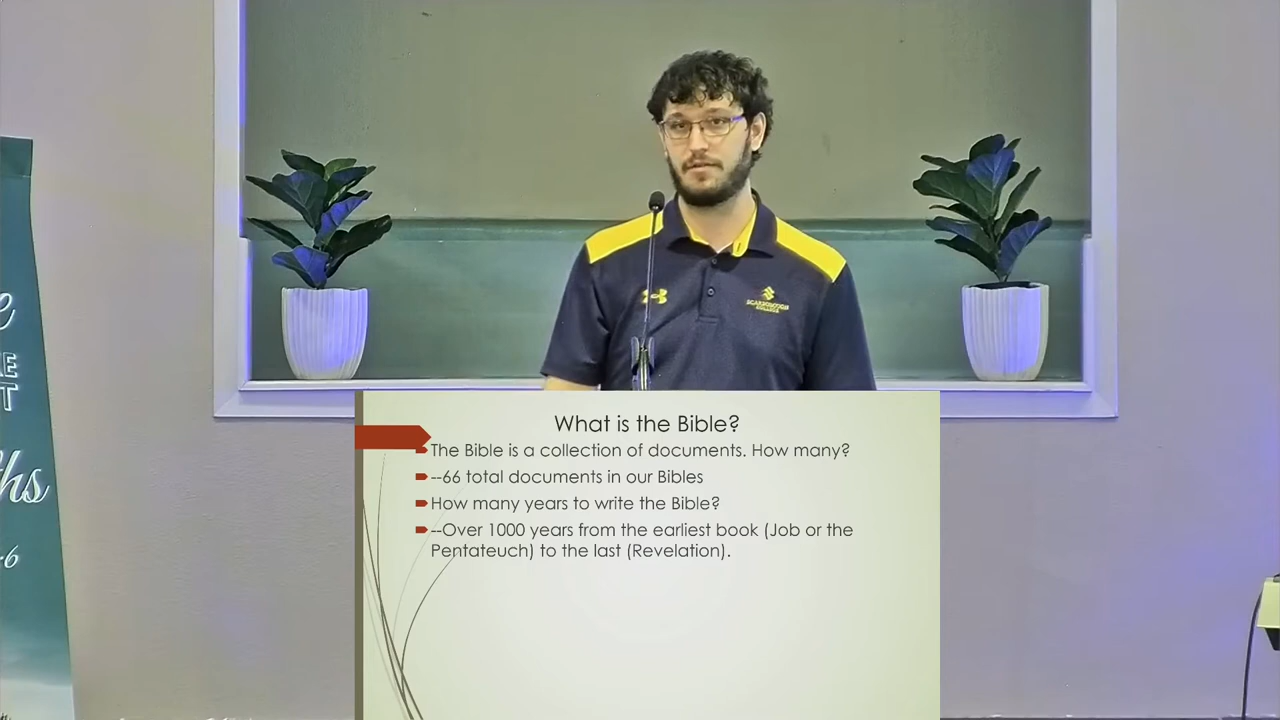 SCARBOROUGH
COLLEGE
What is the Bible?
The Bible is a collection of documents. How many?
--66 total documents in our Bibles
How many years to write the Bible?
--Over 1000 years from the earliest book (Job or the
Pentateuch) to the last (Revelation).